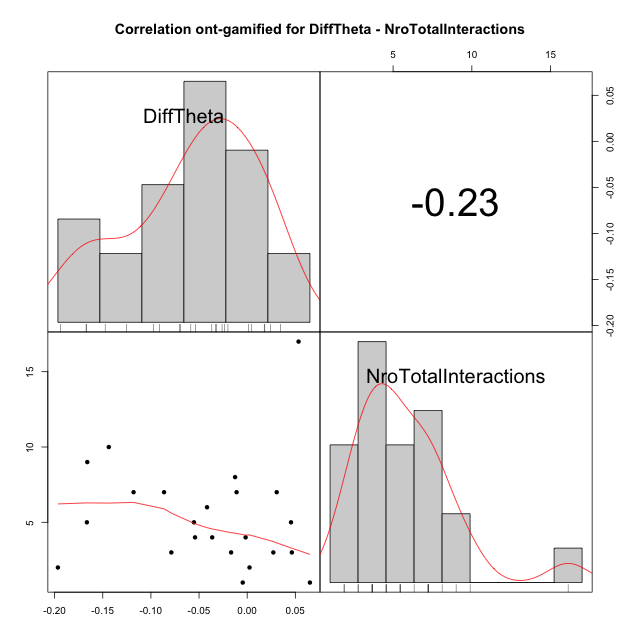 Correlation ont-gamified for DiffTheta - NroTotalInteractions
5 10 15
DiffTheta
-0.23
0.05
0.00
-0.05
-0.10
-0.15
-0.20
NroTotalInteractions
15
10
5
-0.20 -0.15 -0.10 -0.05 0.00 0.05